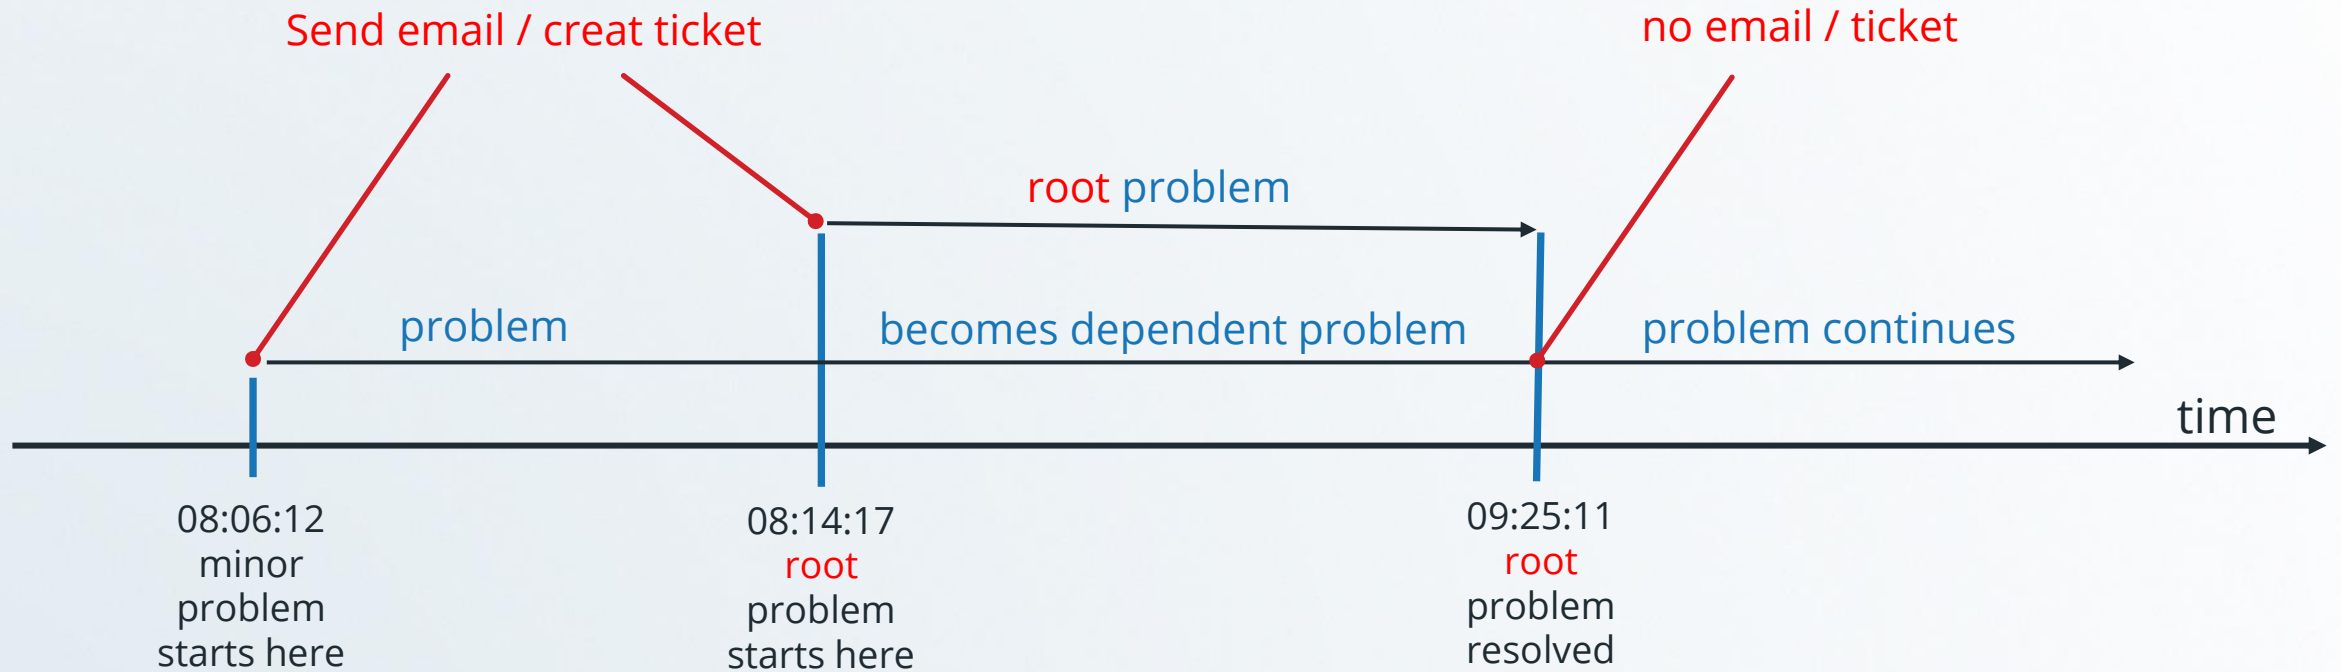 Send email / creat ticket
no email / ticket
root problem
problem
becomes dependent problem
problem continues
time
08:06:12
minor
problem
starts here
08:14:17
root
problem
starts here
09:25:11
root
problem
resolved